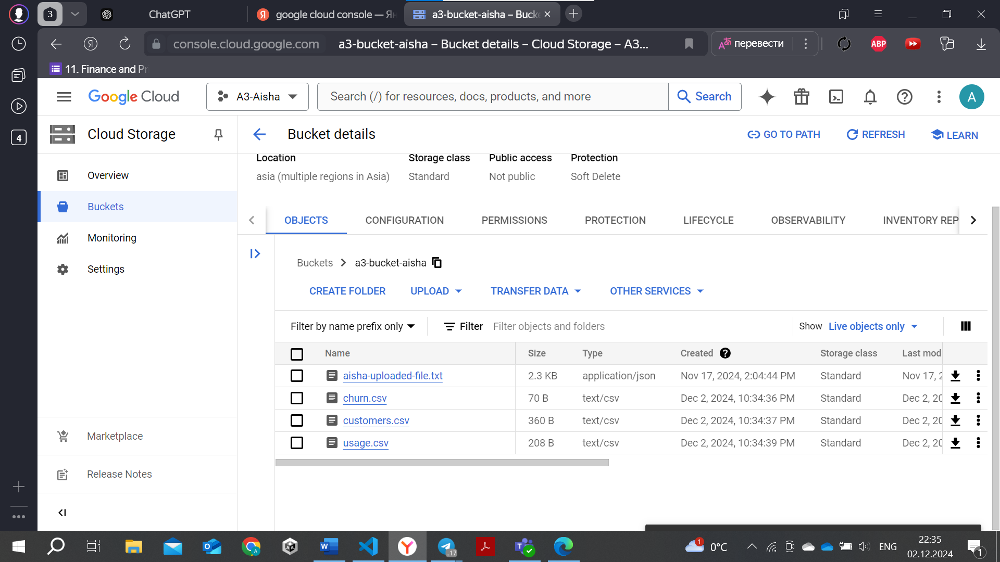 3
ChatGPT
Я google cloud console — Ян
a3-bucket-aisha – Bucke
Я
console.cloud.google.com
a3-bucket-aisha – Bucket details – Cloud Storage – A3...
перевести
ABP
11. Finance and Pr
4
Google Cloud
A3-Aisha
Search (/) for resources, docs, products, and more
Search
A
Cloud Storage
Bucket details
GO TO PATH
REFRESH
LEARN
Overview
Buckets
Monitoring
Settings
Marketplace
Release Notes
Location
Storage class
Public access
Protection
asia (multiple regions in Asia)
Standard
Not public
Soft Delete
OBJECTS
CONFIGURATION
PERMISSIONS
PROTECTION
LIFECYCLE
OBSERVABILITY
INVENTORY REP
Buckets
a3-bucket-aisha
CREATE FOLDER
UPLOAD
TRANSFER DATA
OTHER SERVICES
Filter by name prefix only
Filter
Filter objects and folders
Show
Live objects only
Name Size Type Created ? Storage class Last mod
aisha-uploaded-file.txt 2.3 KB application/json Nov 17, 2024, 2:04:44 PM Standard Nov 17, 2
churn.csv 70 B text/csv Dec 2, 2024, 10:34:36 PM Standard Dec 2, 20
customers.csv 360 B text/csv Dec 2, 2024, 10:34:37 PM Standard Dec 2, 20
usage.csv 208 B text/csv Dec 2, 2024, 10:34:39 PM Standard Dec 2, 20
A
W
Y
..17
1
0°C
ENG
22:35
02.12.2024
1